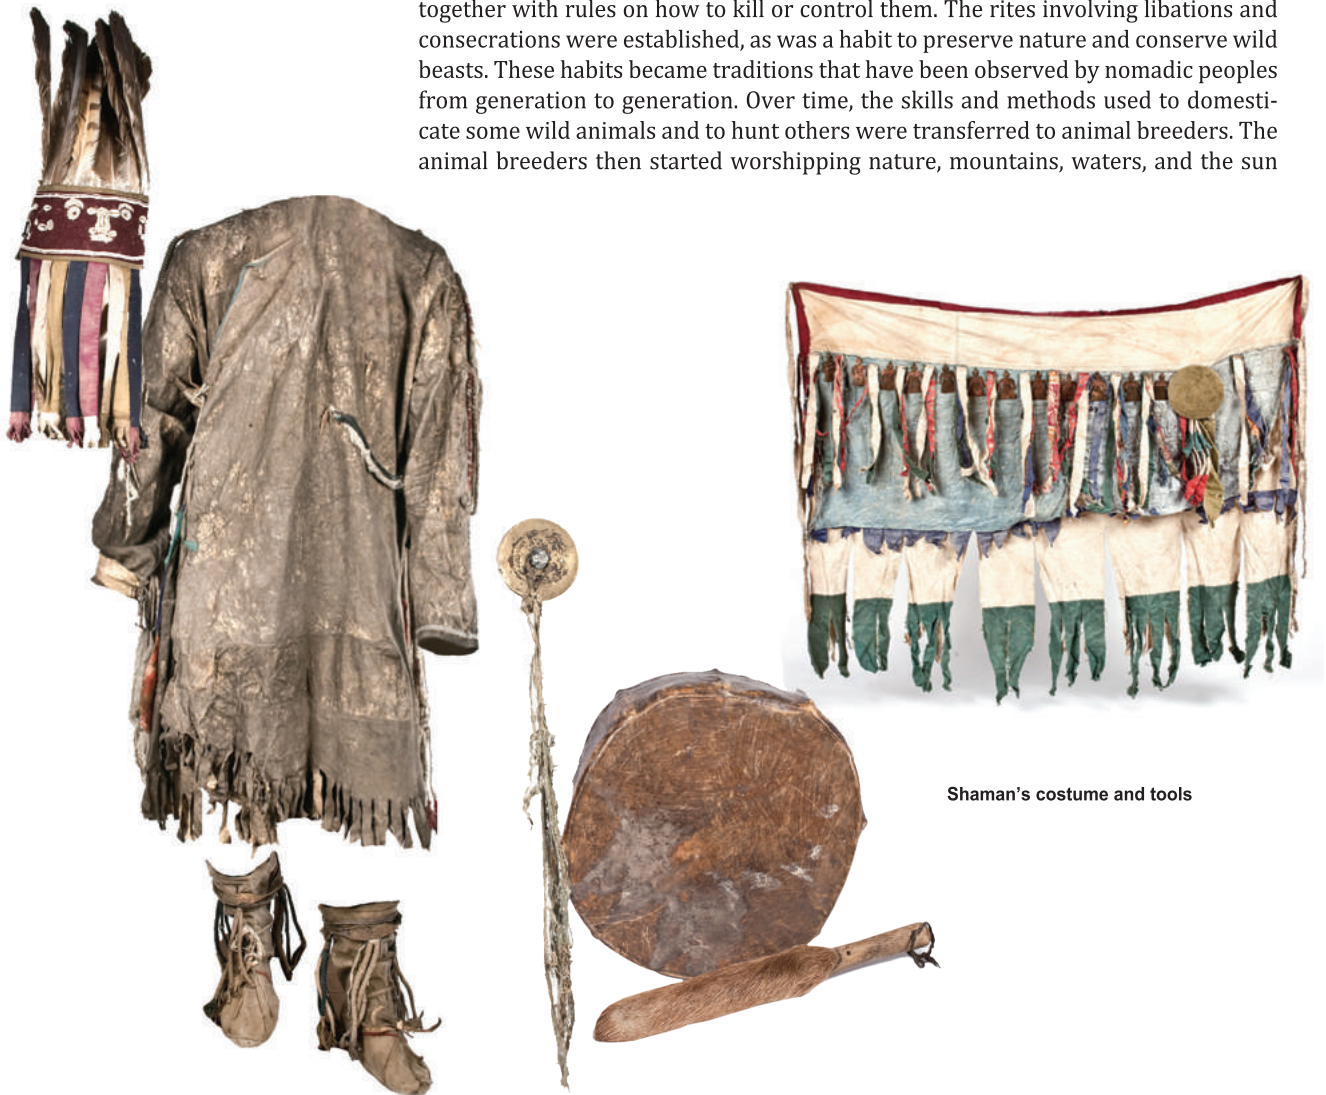 together with rules on how to kill or control them. The rites involving libations and
consecrations were established, as was a habit to preserve nature and conserve wild
beasts. These habits became traditions that have been observed by nomadic peoples
from generation to generation. Over time, the skills and methods used to domesti-
cate some wild animals and to hunt others were transferred to animal breeders. The
animal breeders then started worshipping nature, mountains, waters, and the sun
Shaman’s costume and tools